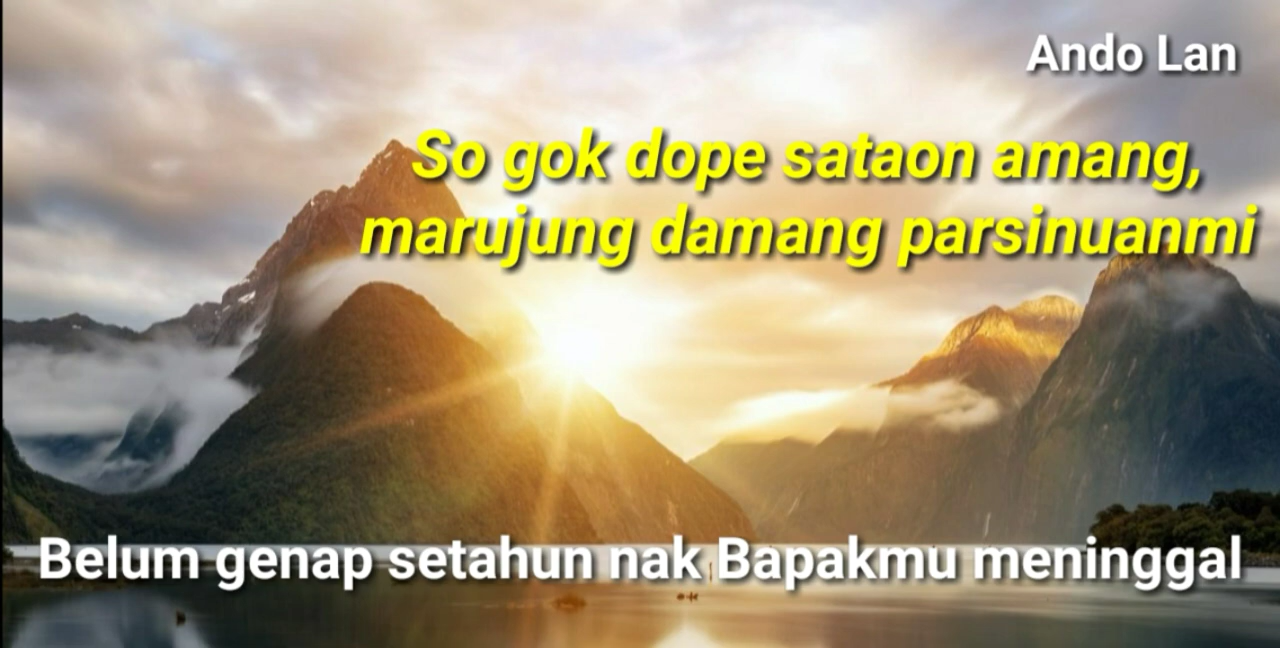 Ando Lan
So gok dope sataon amang,
marujung damang parsinuanmi
Belum genap setahun nak Bapakmu meninggal